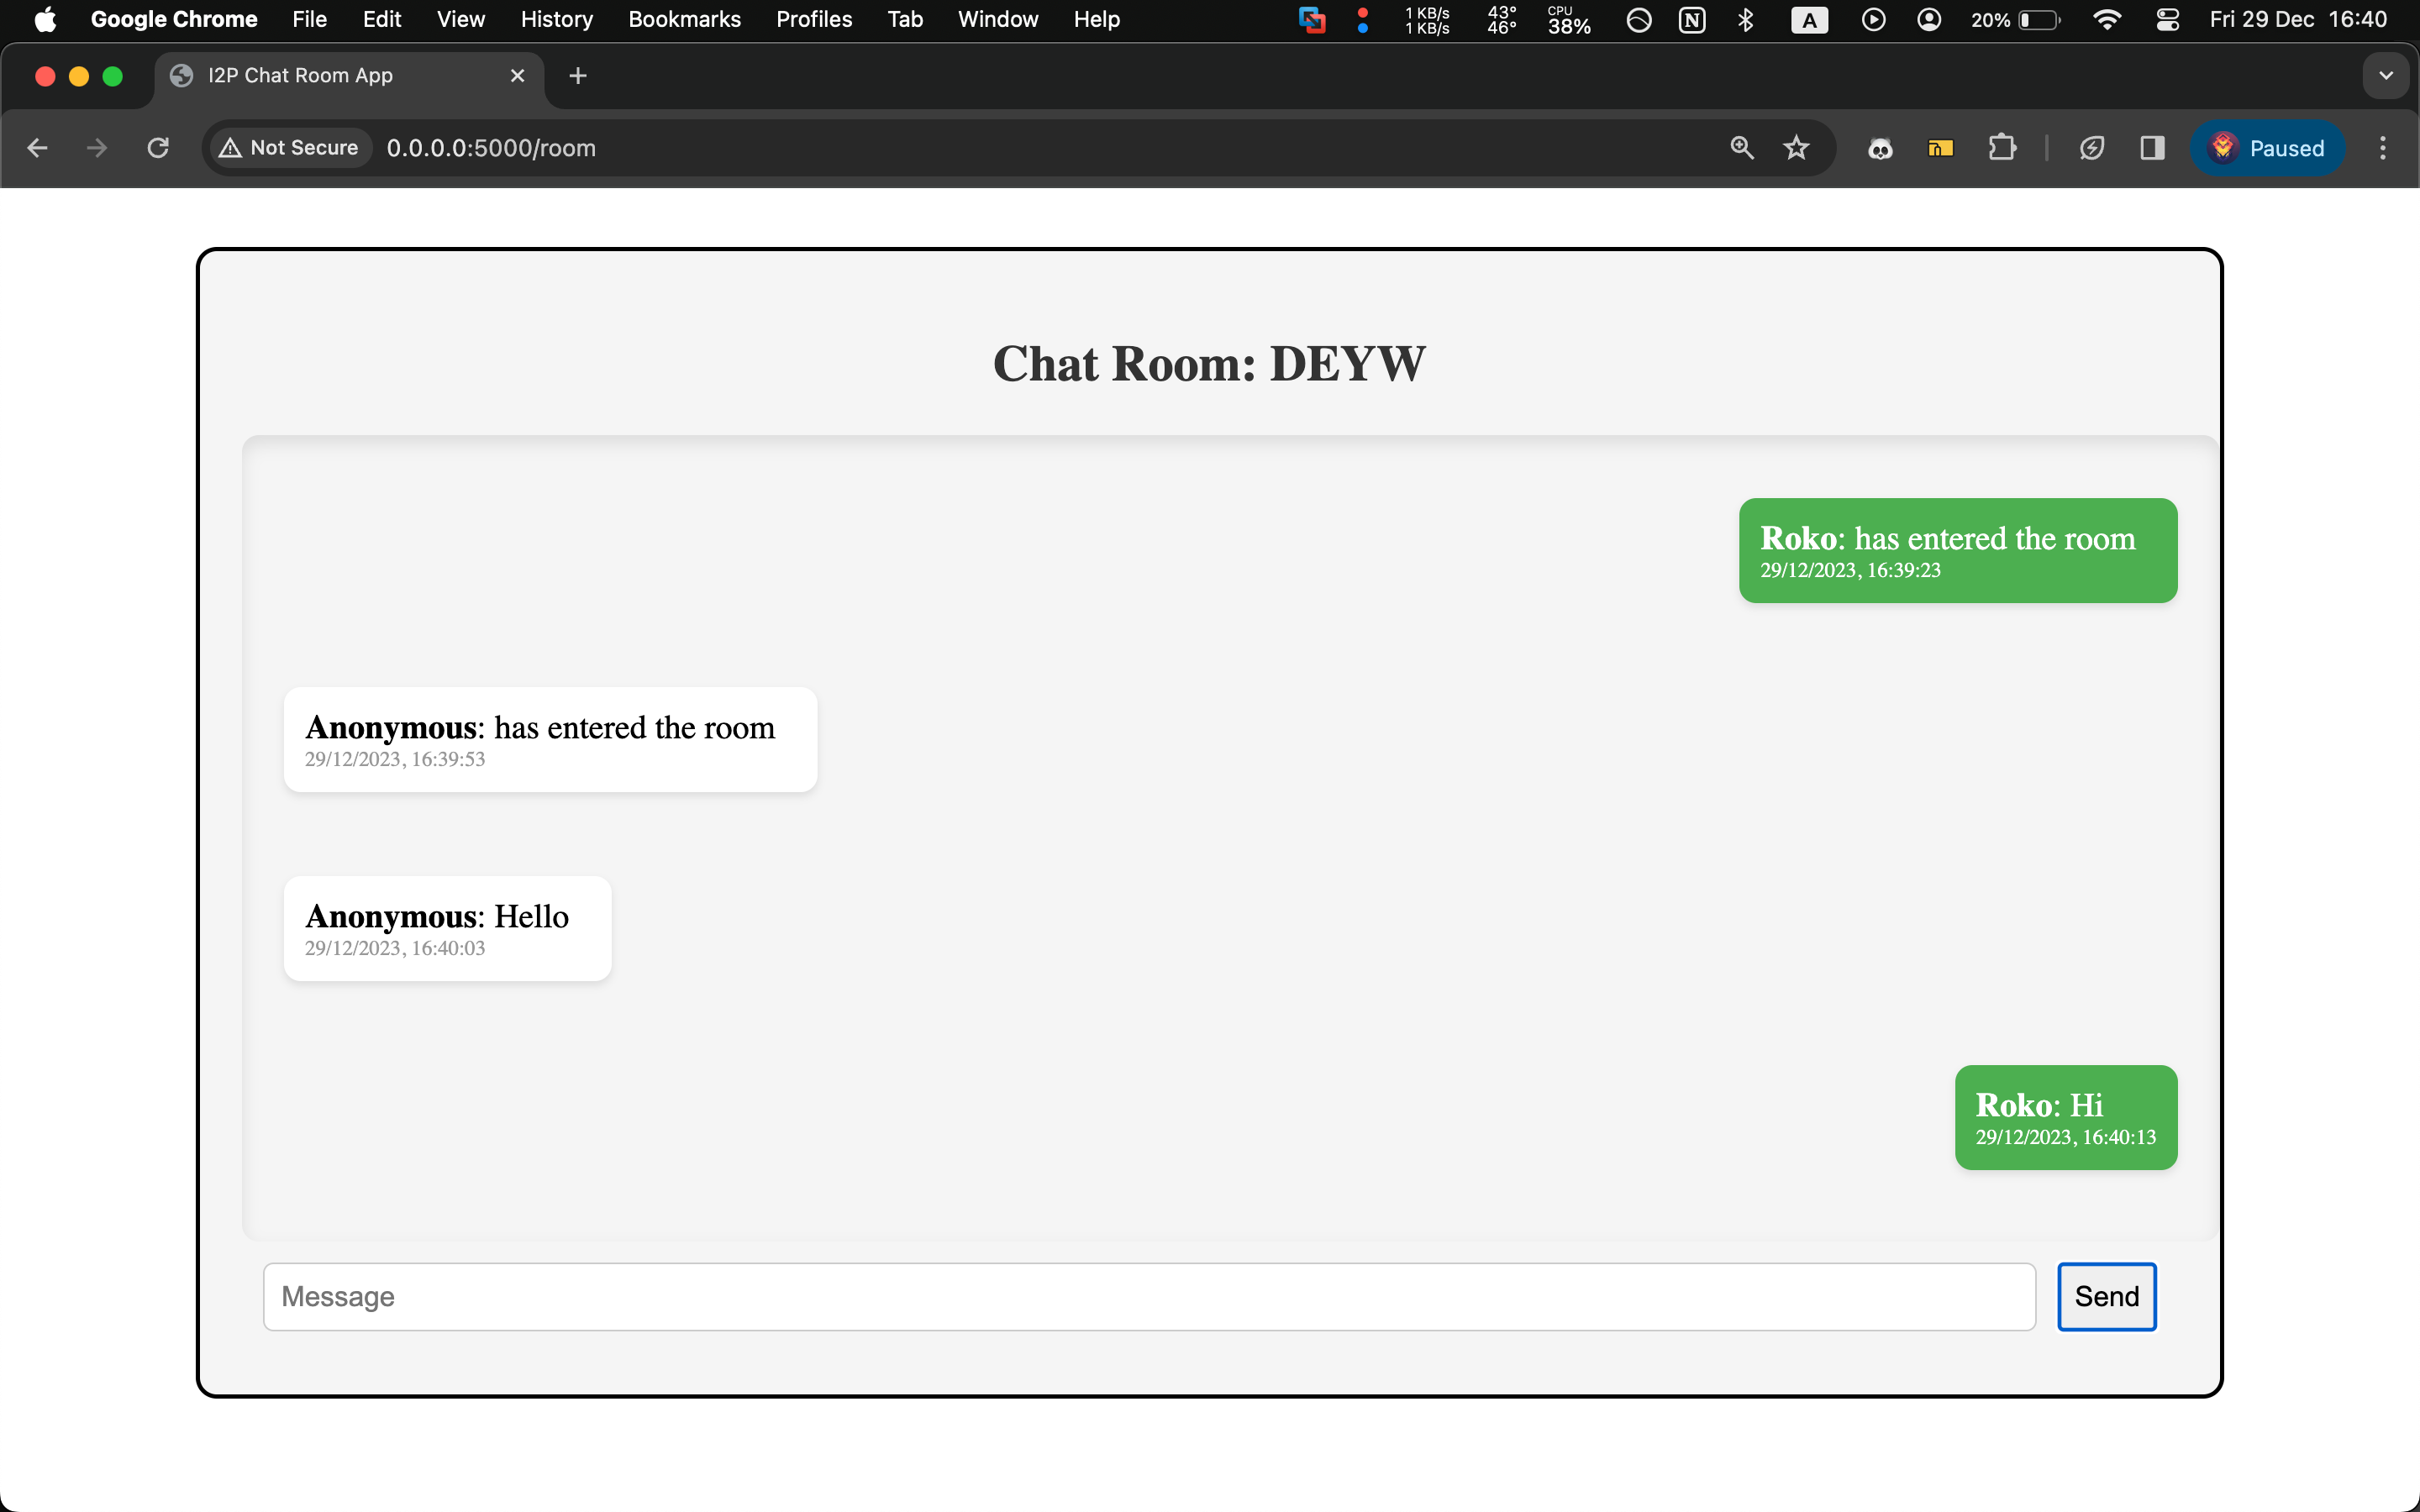 Google Chrome File Edit View History Bookmarks Profiles Tab Window Help 1 KB/s 43° CPU 20% Fri 29 Dec 16:40
1 KB/s 46° 38% N A
I2P Chat Room App
Not Secure 0.0.0.0:5000/room Paused
Chat Room: DEYW
Roko: has entered the room
29/12/2023, 16:39:23
Anonymous: has entered the room
29/12/2023, 16:39:53
Anonymous: Hello
29/12/2023, 16:40:03
Roko: Hi
29/12/2023, 16:40:13
Message Send